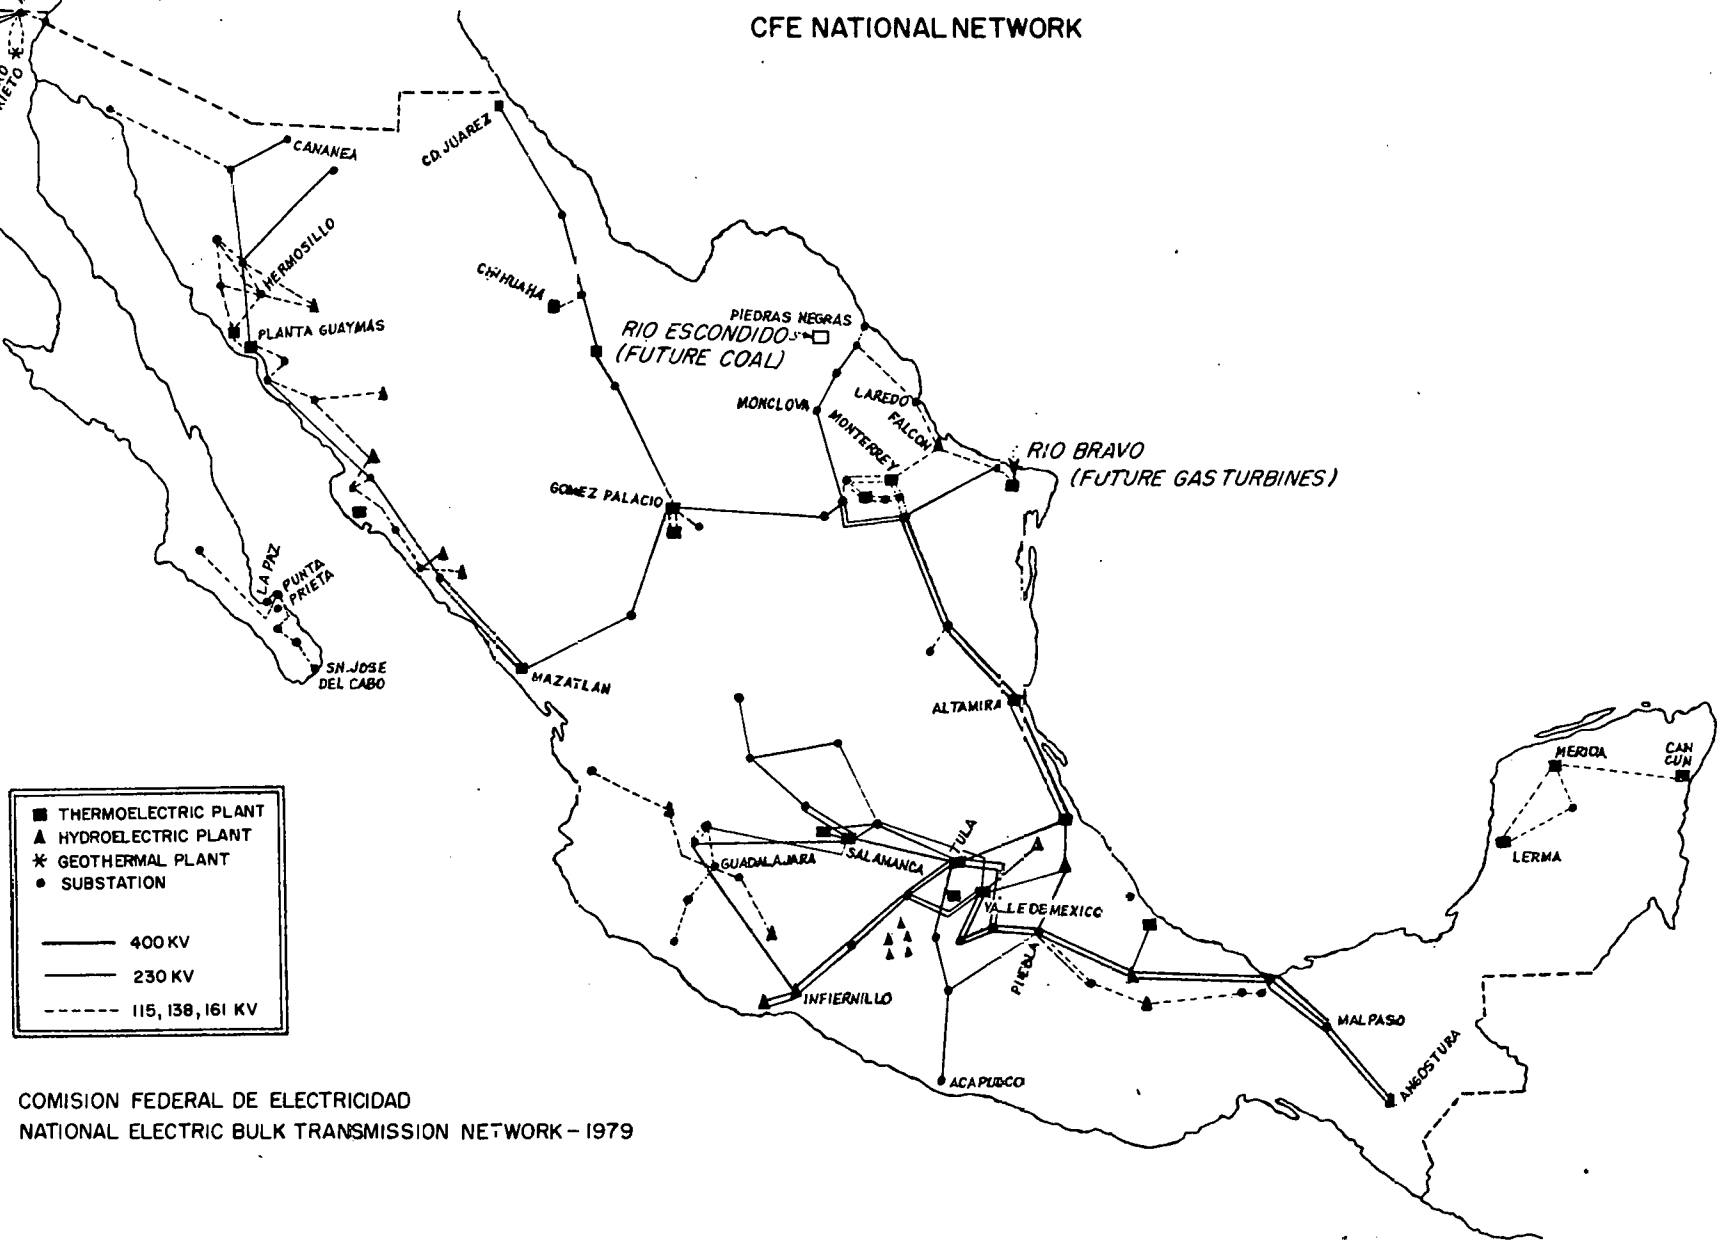 CFE NATIONAL NETWORK
RIETO
CANANEA
CD. JUAREZ
HERMOSILLO
CHIHUAHA
PLANTA GUAYMAS
PIEDRAS NEGRAS
RIO ESCONDIDO
(FUTURE COAL)
MONCLOVA
LAREDO
FALCON
MONTERREY
RIO BRAVO
(FUTURE GAS TURBINES)
GOMEZ PALACIO
LA PAZ
PUNTA
PRIETA
SN. JOSE
DEL CABO
MAZATLAN
ALTAMIRA
MERIDA
CAN
CUN
LERMA
TULA
GUADALAJARA
SALAMANCA
VALLE DE MEXICO
PUEBLA
INFIERNILLO
MALPASO
ANGOSTURA
ACAPULCO
THERMOELECTRIC PLANT
HYDROELECTRIC PLANT
GEOTHERMAL PLANT
SUBSTATION
400 KV
230 KV
115, 138, 161 KV
COMISION FEDERAL DE ELECTRICIDAD
NATIONAL ELECTRIC BULK TRANSMISSION NETWORK - 1979